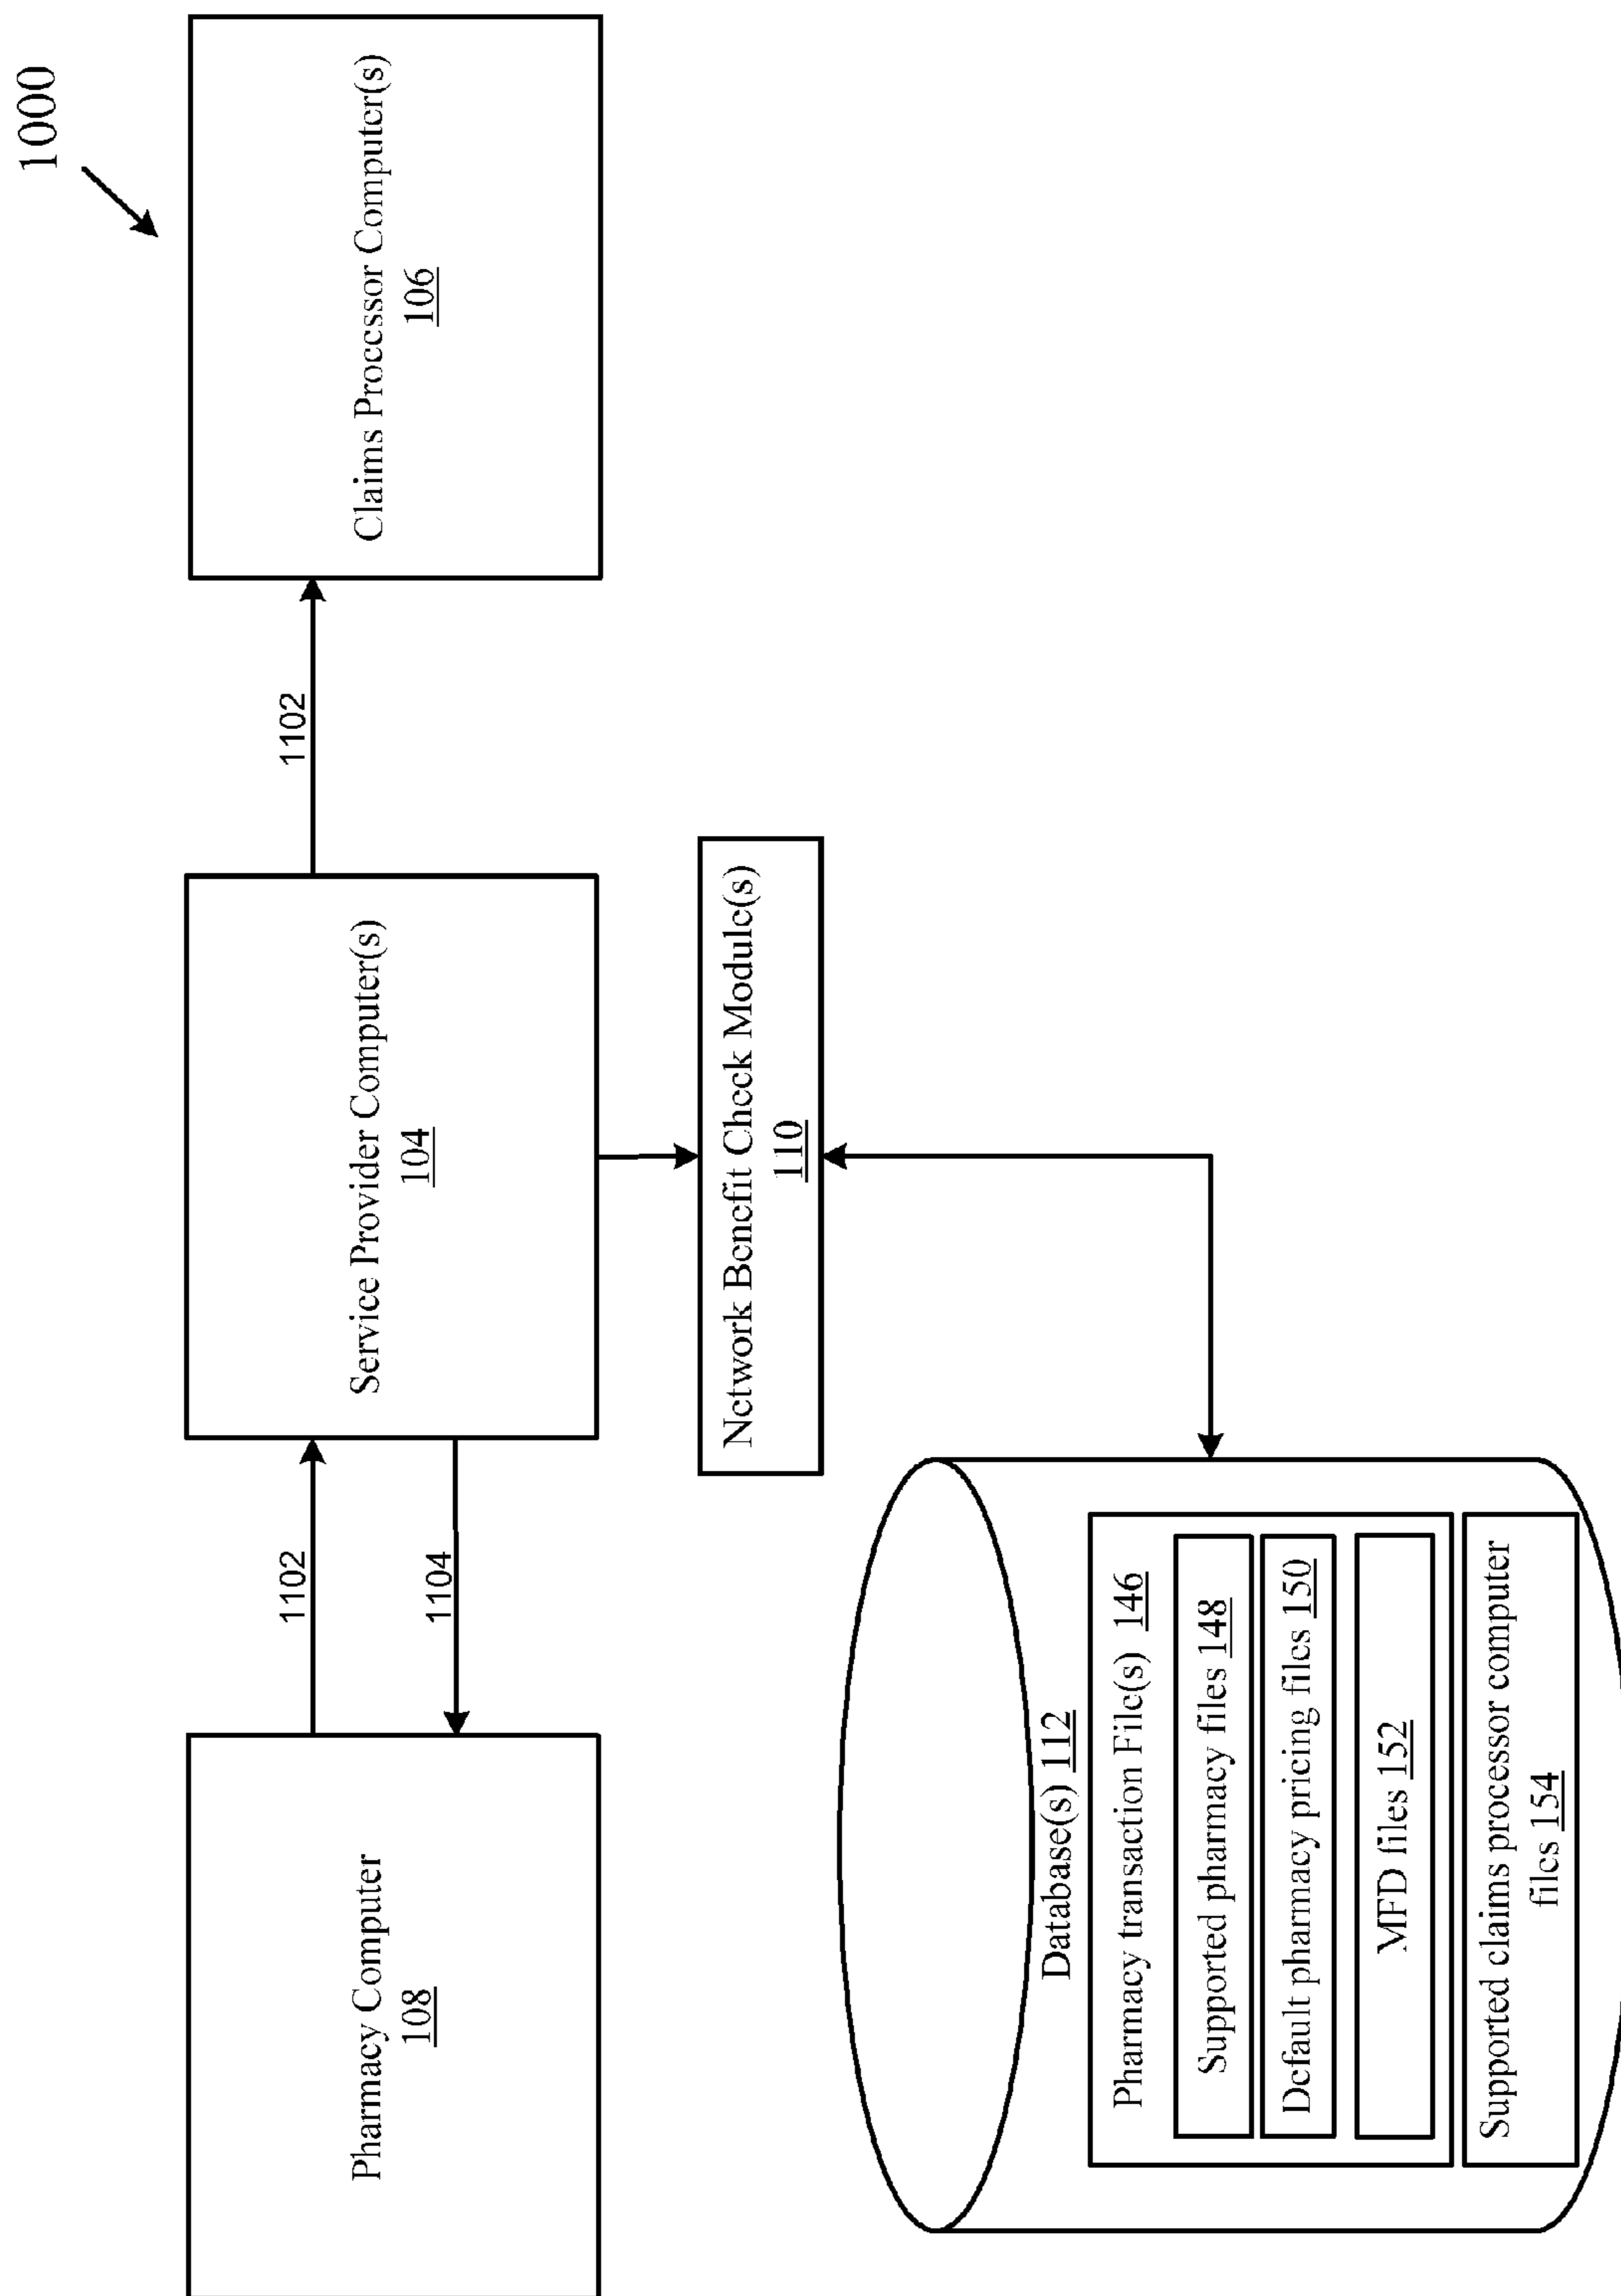 1000
Pharmacy Computer
108
1102
1104
Service Provider Computer(s)
104
1102
Claims Processor Computer(s)
106
Network Benefit Check Module(s)
110
Database(s) 112
Pharmacy transaction File(s) 146
Supported pharmacy files 148
Default pharmacy pricing files 150
MFD files 152
Supported claims processor computer
files 154